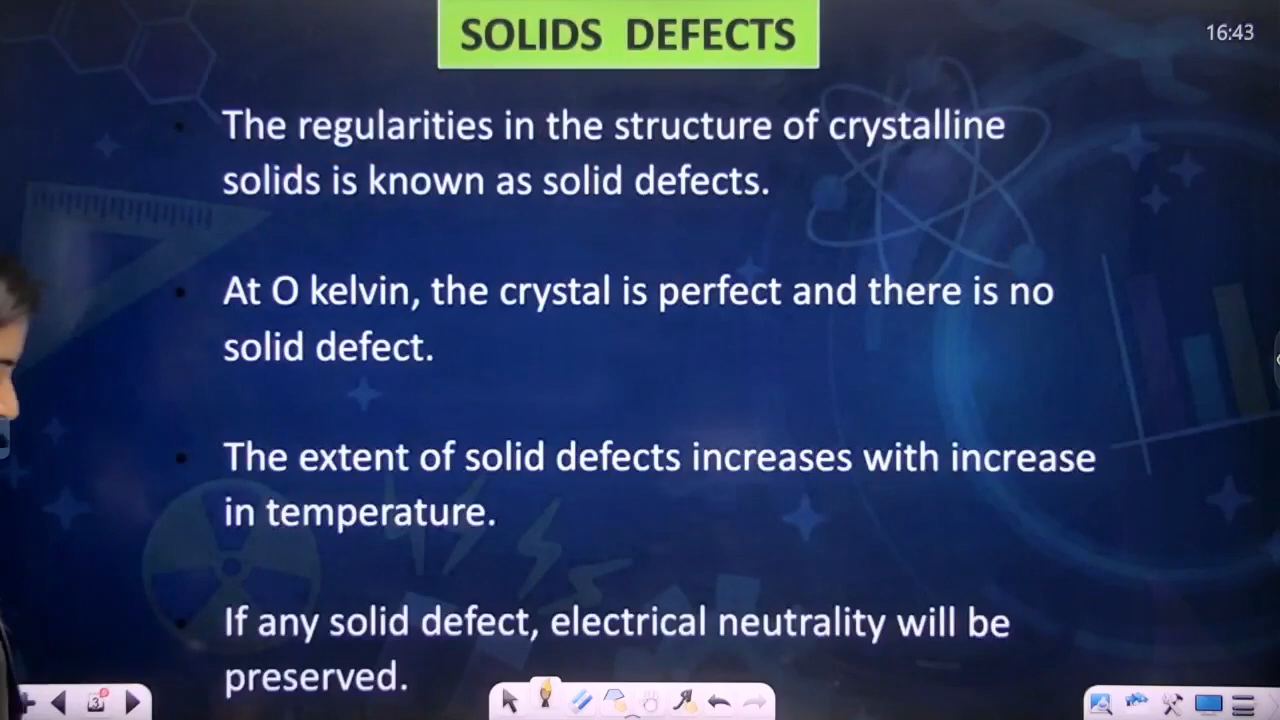 SOLIDS DEFECTS
16:43
The regularities in the structure of crystalline
solids is known as solid defects.
At O kelvin, the crystal is perfect and there is no
solid defect.
The extent of solid defects increases with increase
in temperature.
If any solid defect, electrical neutrality will be
preserved.
3